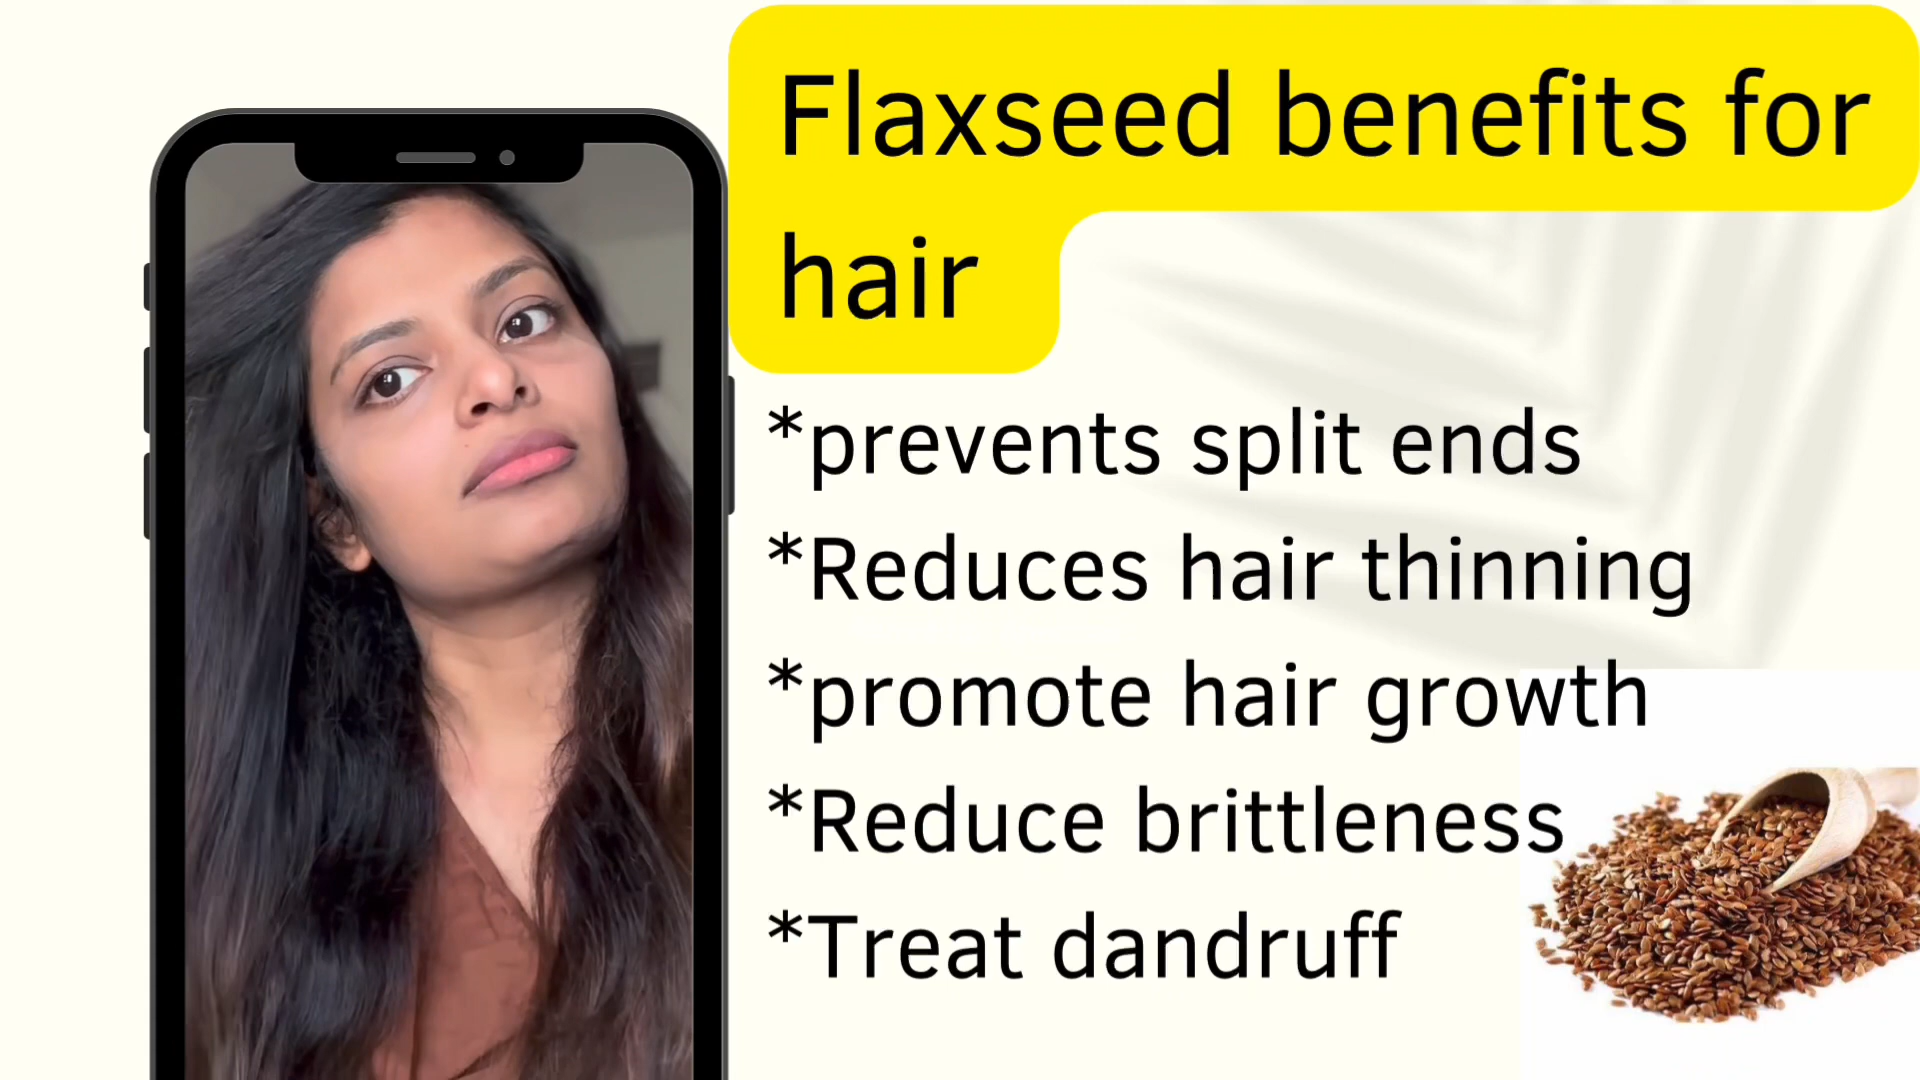 Flaxseed benefits for
hair
*prevents split ends
*Reduces hair thinning
*promote hair growth
*Reduce brittleness
*Treat dandruff